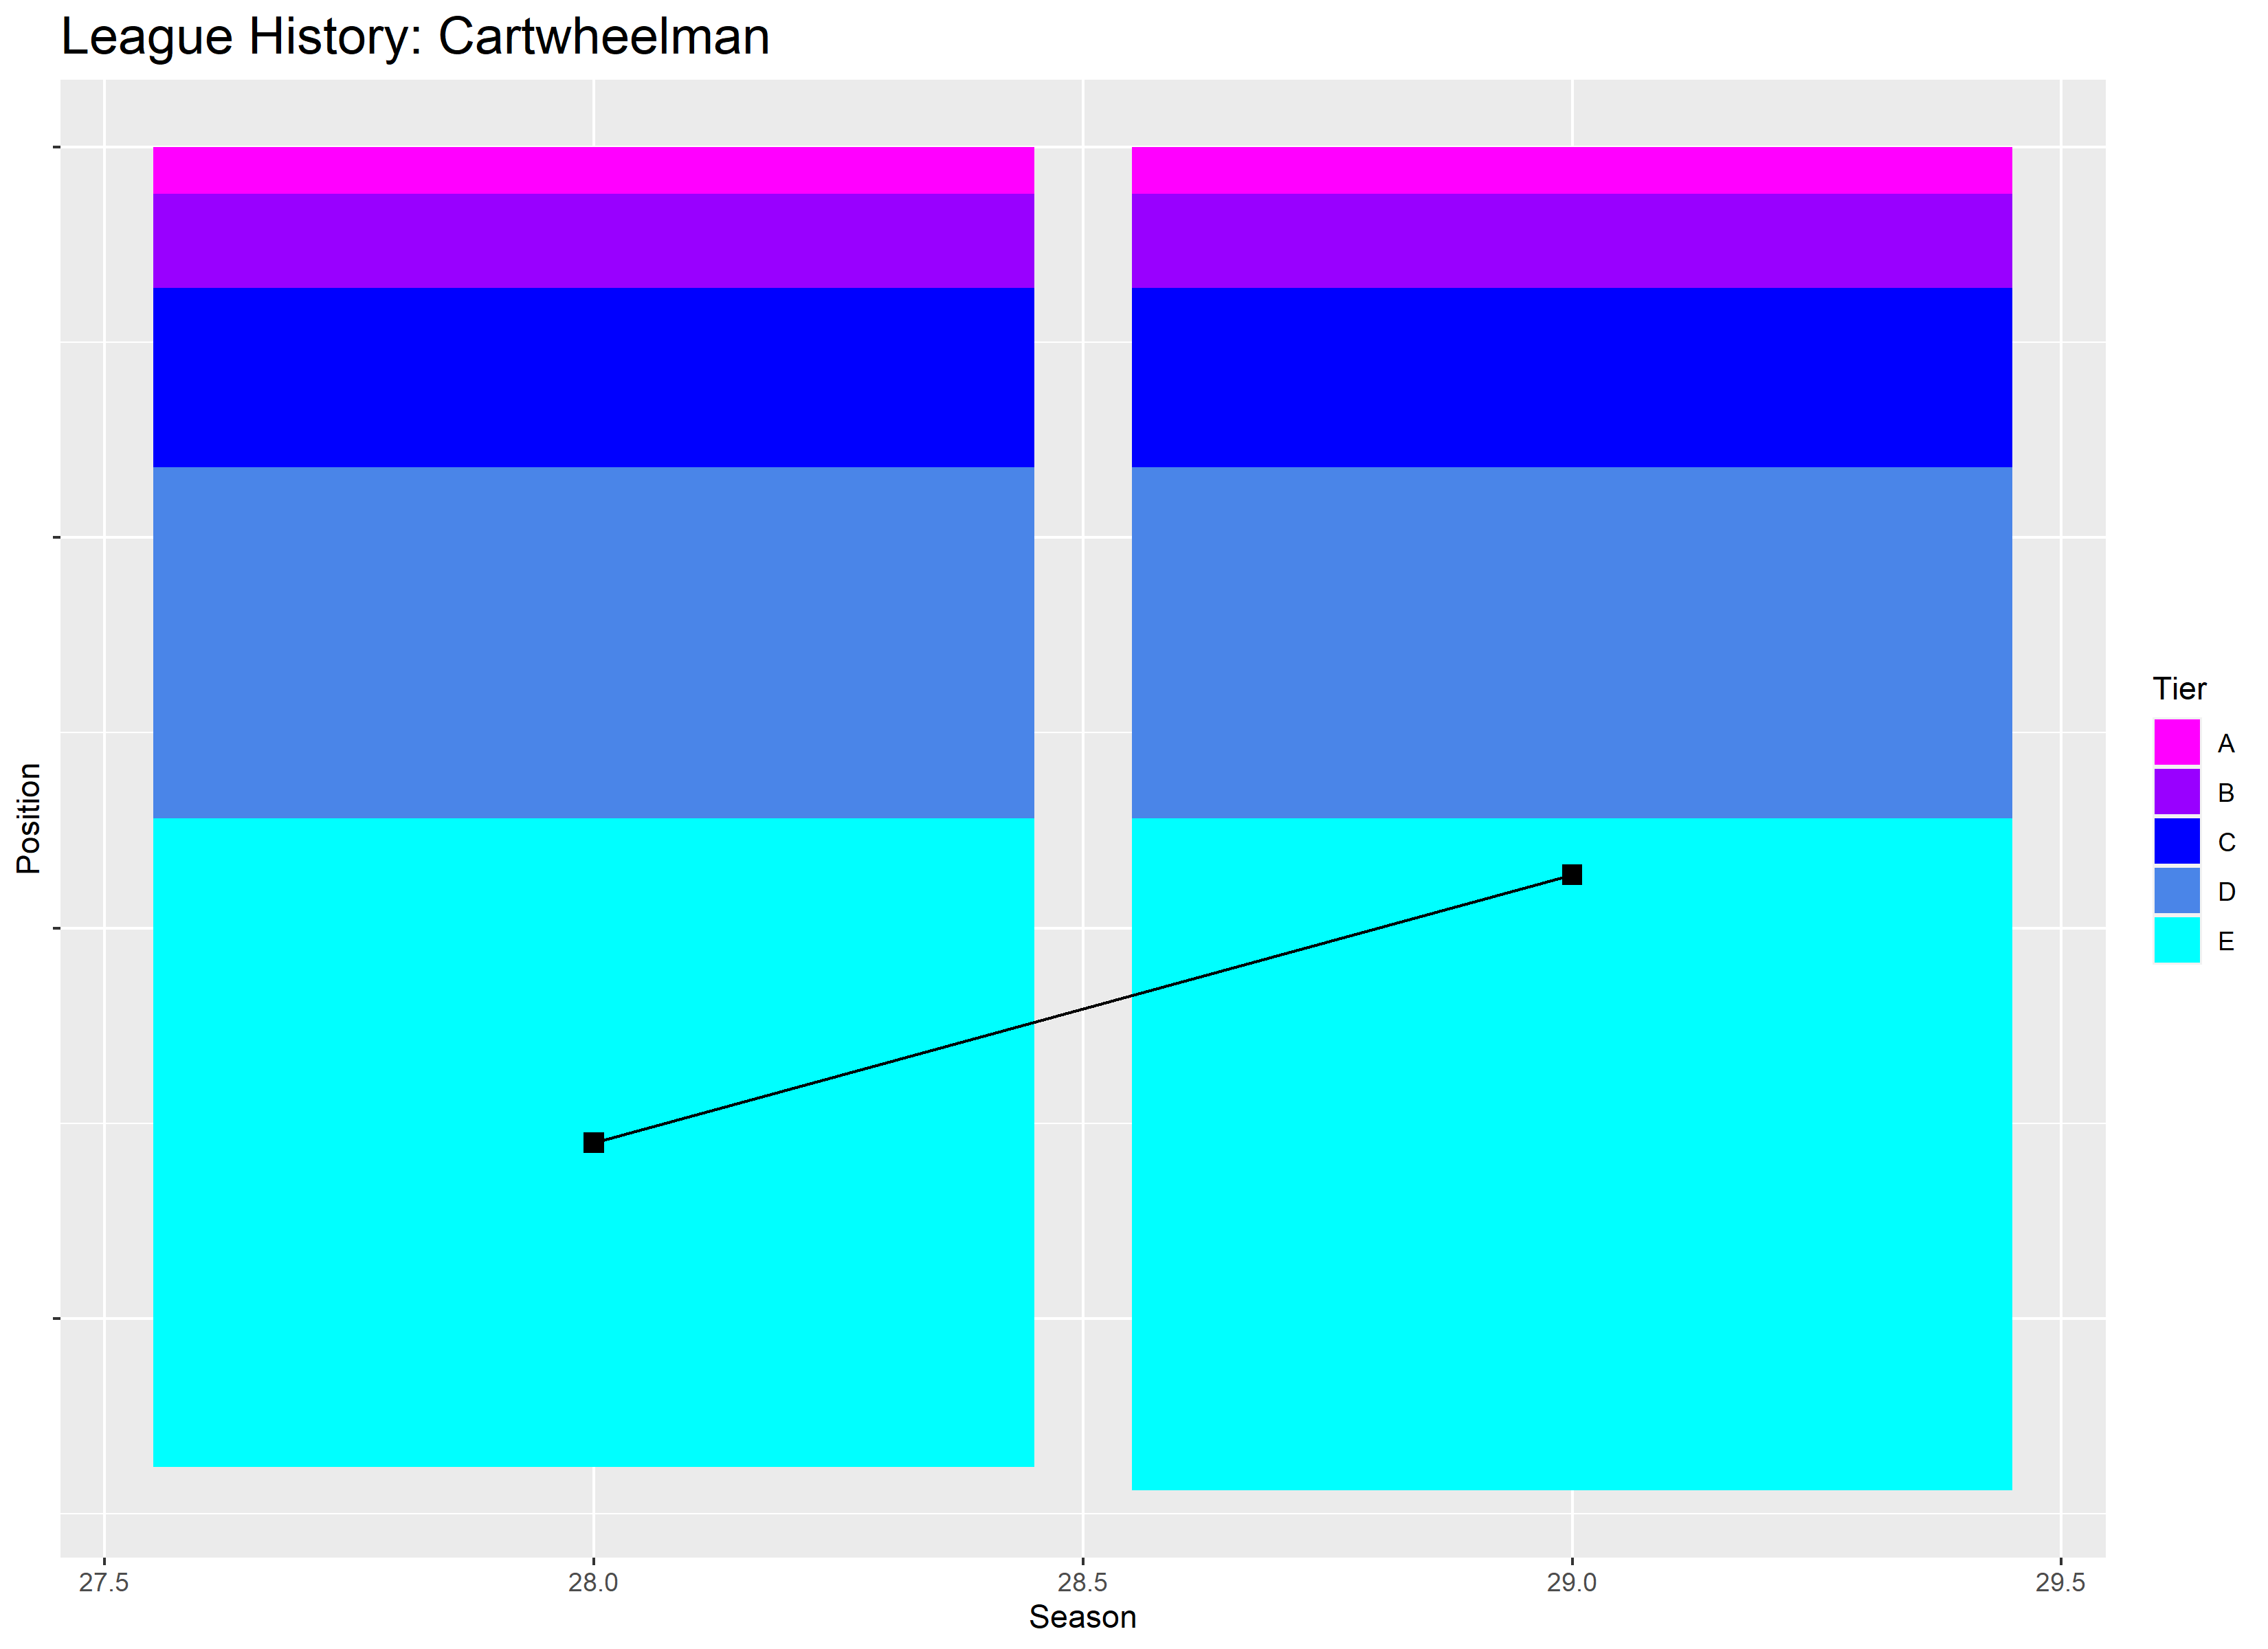 League History: Cartwheelman
Position
Tier
A
B
C
D
E
27.5 28.0 28.5 29.0 29.5
Season